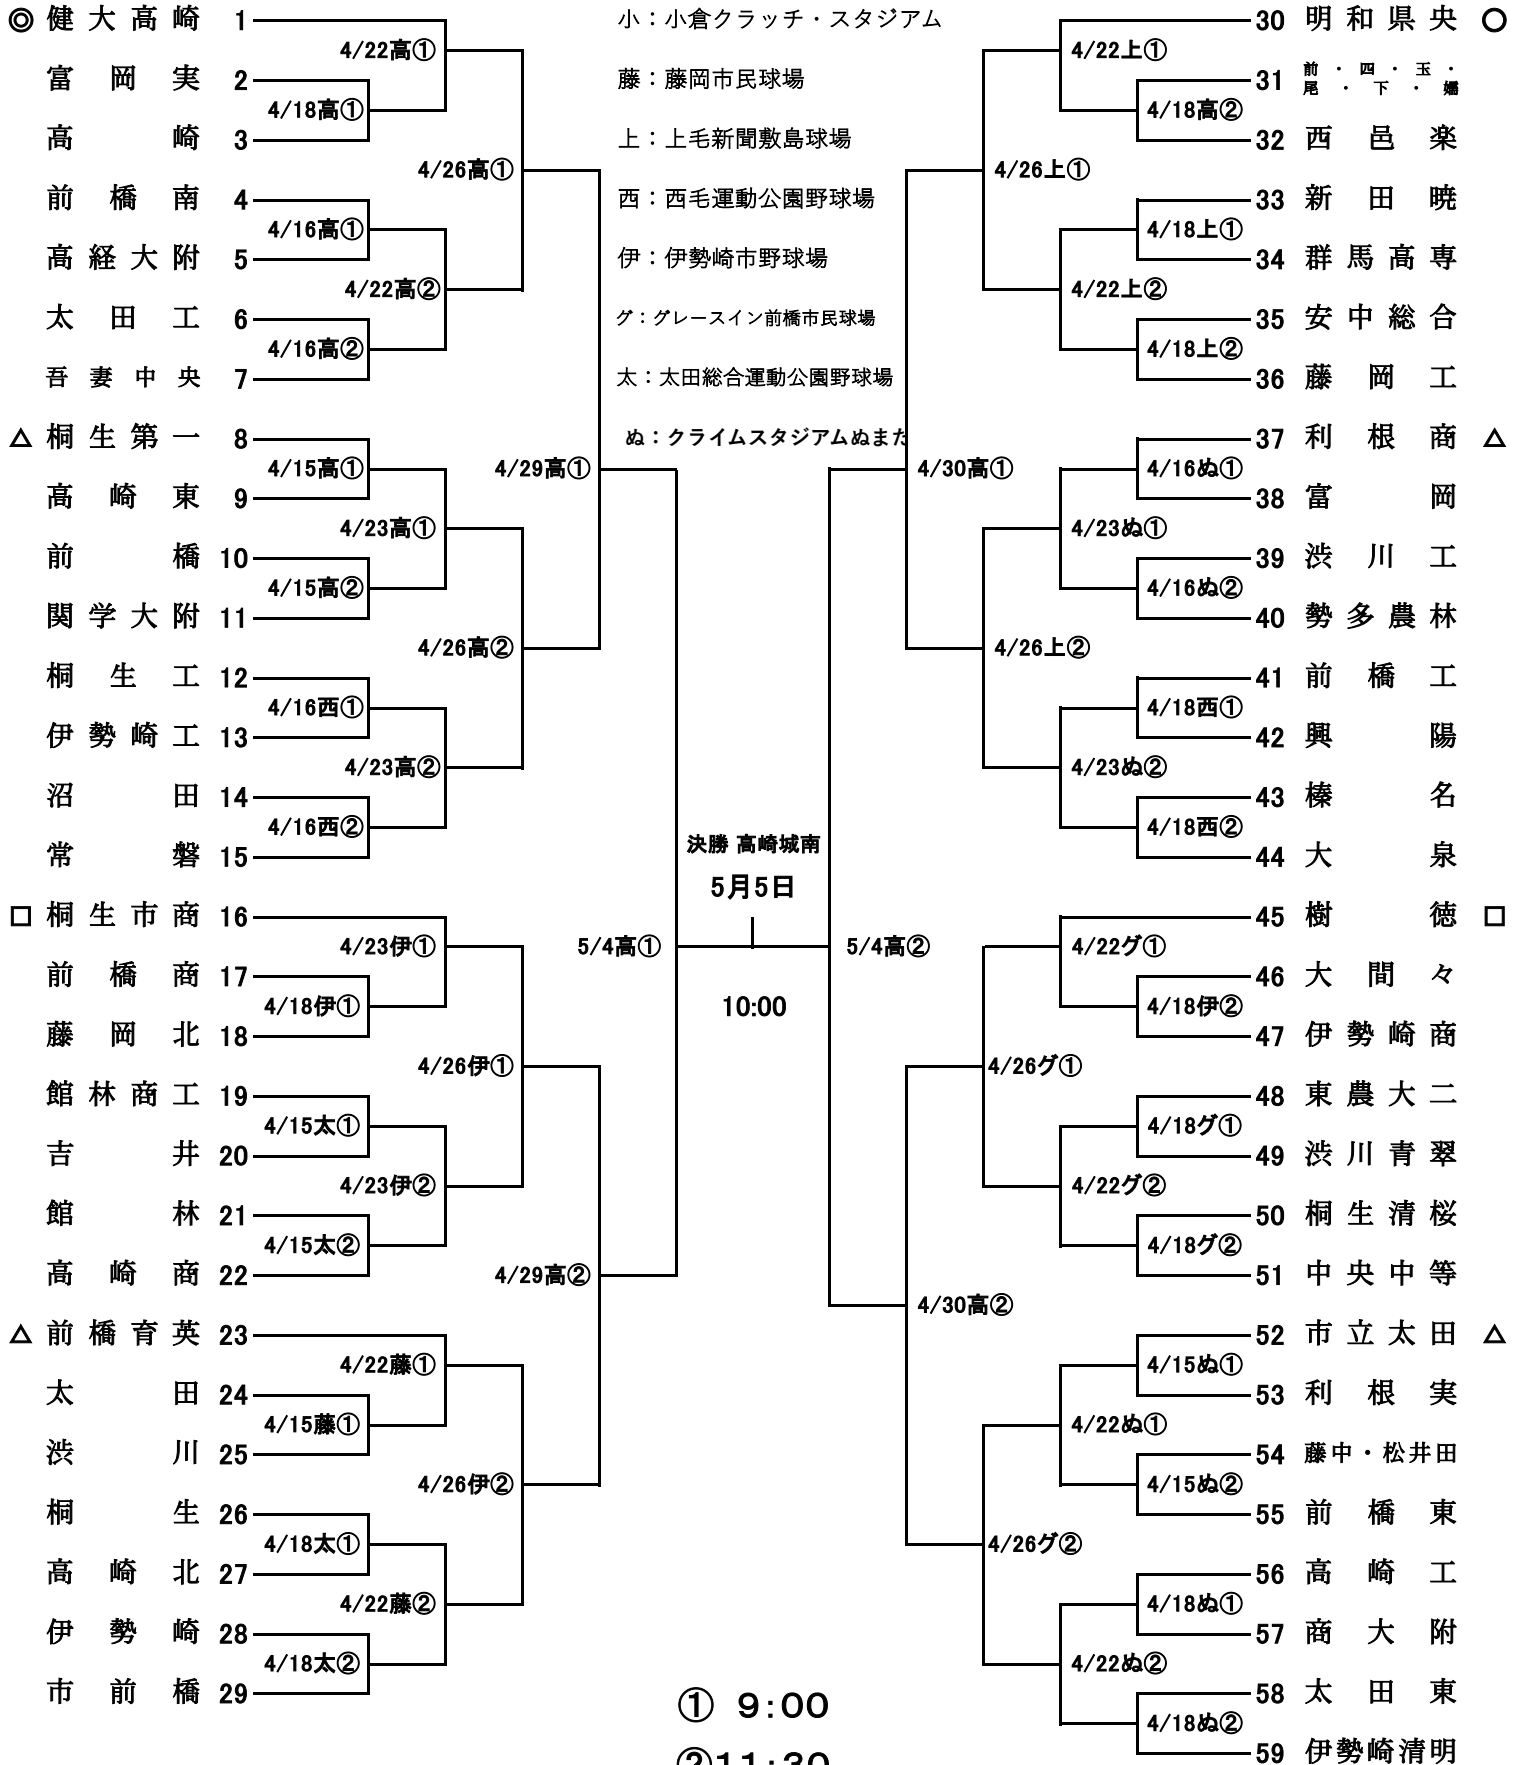 ◎ 健大高崎 1
4/22高①
富岡実 2
4/18高①
高崎 3
4/26高①
前橋南 4
4/16高①
高経大附 5
4/22高②
太田工 6
4/16高②
吾妻中央 7
△ 桐生第一 8
4/15高①
4/29高①
高崎東 9
4/23高①
前橋 10
4/15高②
関学大附 11
4/26高②
桐生工 12
4/16西①
伊勢崎工 13
4/23高②
沼田 14
4/16西②
常磐 15
□ 桐生市商 16
4/23伊①
5/4高①
前橋商 17
4/18伊①
藤岡北 18
4/26伊①
館林商工 19
4/15太①
吉井 20
4/23伊②
館林 21
4/15太②
高崎商 22
4/29高②
△ 前橋育英 23
4/22藤①
太田 24
4/15藤①
渋川 25
4/26伊②
桐生 26
4/18太①
高崎北 27
4/22藤②
伊勢崎 28
4/18太②
市前橋 29
小：小倉クラッチ・スタジアム
藤：藤岡市民球場
上：上毛新聞敷島球場
西：西毛運動公園野球場
伊：伊勢崎市野球場
グ：グレースイン前橋市民球場
太：太田総合運動公園野球場
ぬ：クライムスタジアムぬまた
決勝 高崎城南
5月5日
10:00
① 9:00
②11:30
30 明和県央 ○
4/22上①
31 前・四・玉・
尾・下・嬬
4/18高②
32 西邑楽
4/26上①
33 新田暁
4/18上①
34 群馬高専
4/22上②
35 安中総合
4/18上②
36 藤岡工
37 利根商 △
4/16ぬ①
4/30高①
38 富岡
4/23ぬ①
39 渋川工
4/16ぬ②
40 勢多農林
4/26上②
41 前橋工
4/18西①
42 興陽
4/23ぬ②
43 榛名
4/18西②
44 大泉
45 樹徳 □
4/22グ①
5/4高②
46 大間々
4/18伊②
47 伊勢崎商
4/26グ①
48 東農大二
4/18グ①
49 渋川青翠
4/22グ②
50 桐生清桜
4/18グ②
51 中央中等
4/30高②
52 市立太田 △
4/15ぬ①
53 利根実
4/22ぬ①
54 藤中・松井田
4/15ぬ②
55 前橋東
4/26グ②
56 高崎工
4/18ぬ①
57 商大附
4/22ぬ②
58 太田東
4/18ぬ②
59 伊勢崎清明